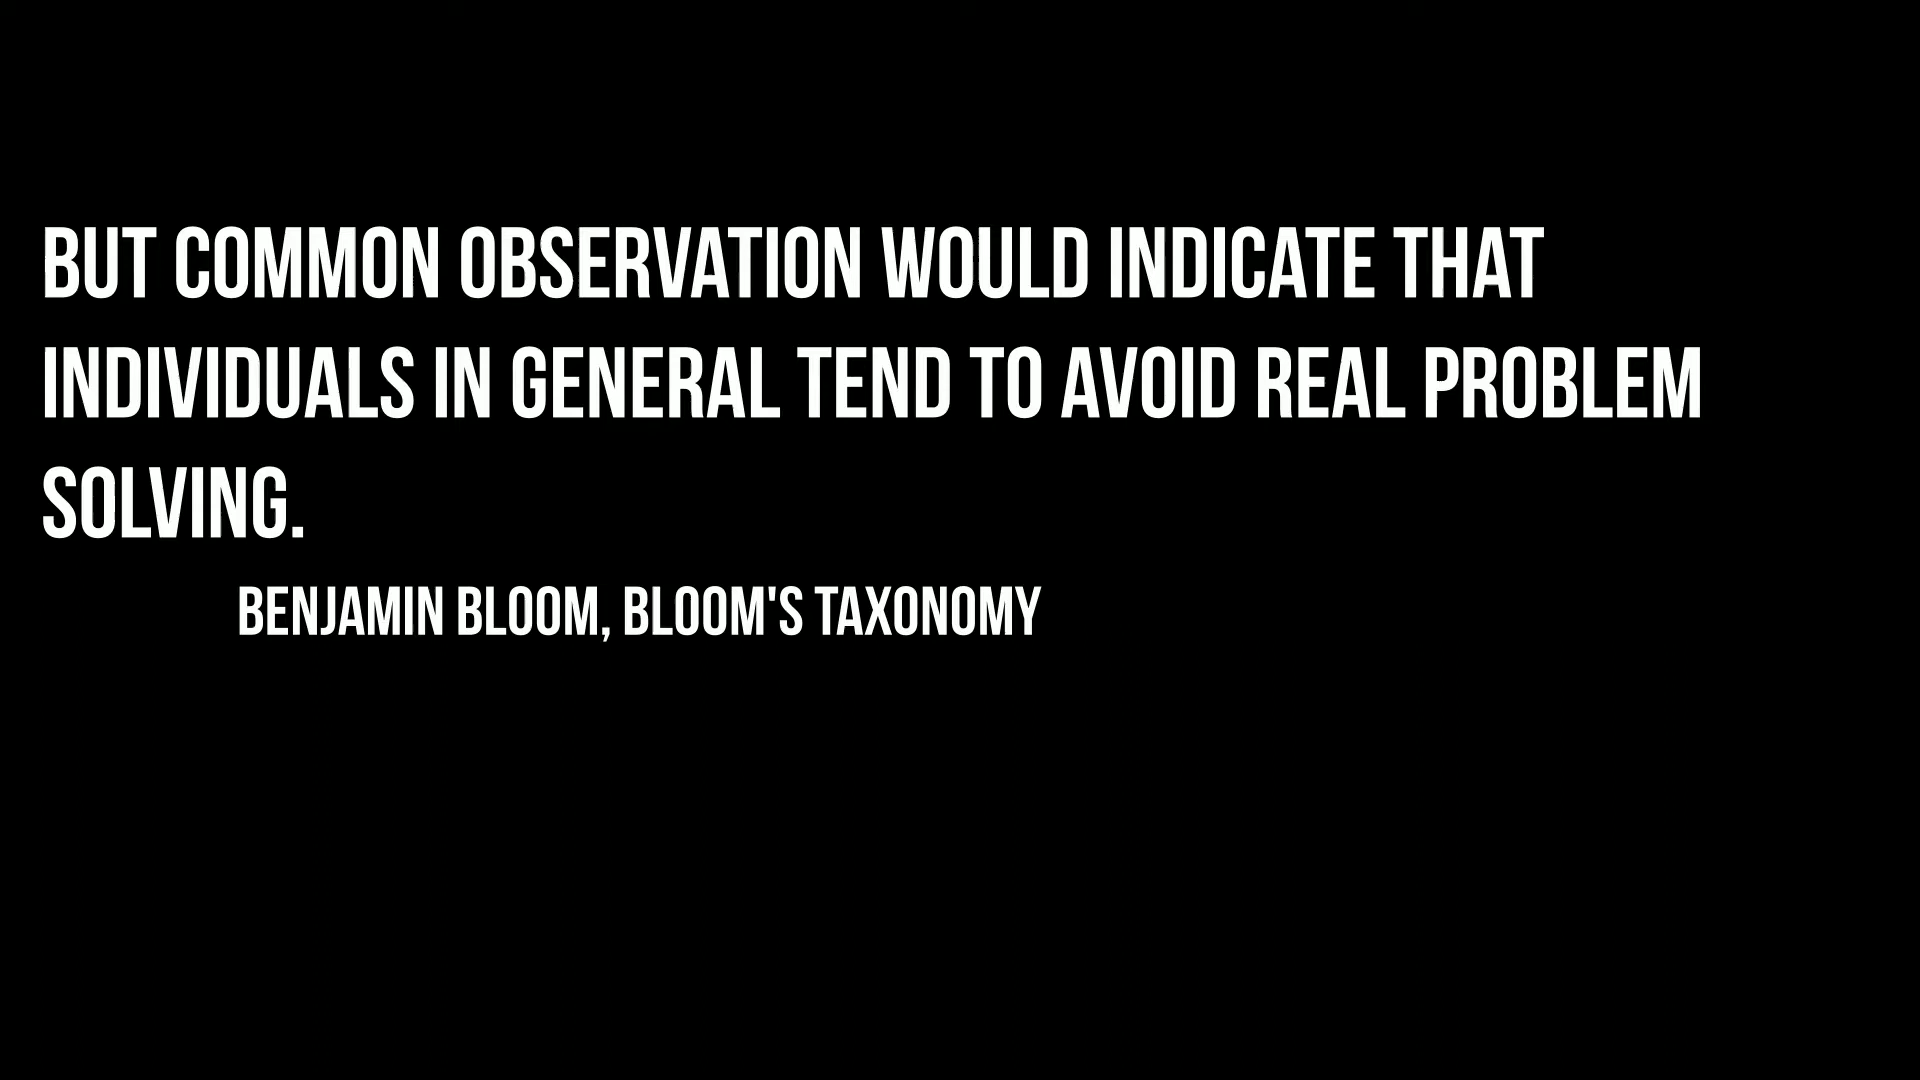 BUT COMMON OBSERVATION WOULD INDICATE THAT
INDIVIDUALS IN GENERAL TEND TO AVOID REAL PROBLEM
SOLVING.
BENJAMIN BLOOM, BLOOM'S TAXONOMY